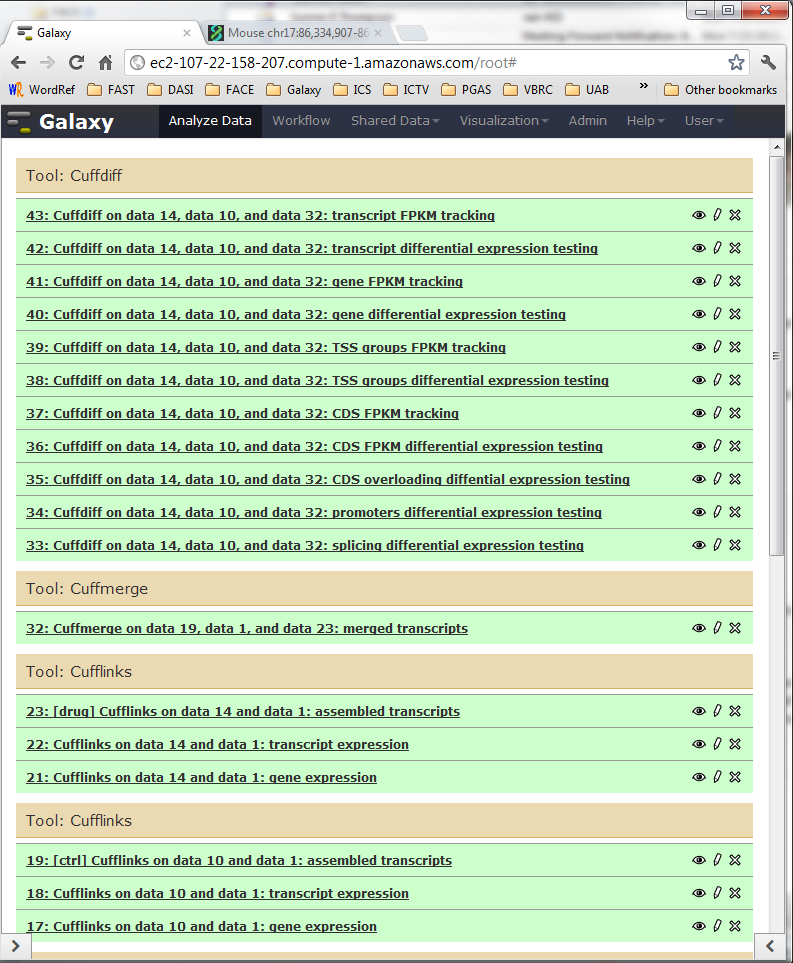 Galaxy
Mouse chr17:86,334,907-86
ec2-107-22-158-207.compute-1.amazonaws.com/root#
WordRef FAST DASI FACE Galaxy ICS ICTV PGAS VBRC UAB » Other bookmarks
Galaxy Analyze Data Workflow Shared Data Visualization Admin Help User
Tool: Cuffdiff
43: Cuffdiff on data 14, data 10, and data 32: transcript FPKM tracking
42: Cuffdiff on data 14, data 10, and data 32: transcript differential expression testing
41: Cuffdiff on data 14, data 10, and data 32: gene FPKM tracking
40: Cuffdiff on data 14, data 10, and data 32: gene differential expression testing
39: Cuffdiff on data 14, data 10, and data 32: TSS groups FPKM tracking
38: Cuffdiff on data 14, data 10, and data 32: TSS groups differential expression testing
37: Cuffdiff on data 14, data 10, and data 32: CDS FPKM tracking
36: Cuffdiff on data 14, data 10, and data 32: CDS FPKM differential expression testing
35: Cuffdiff on data 14, data 10, and data 32: CDS overloading diffential expression testing
34: Cuffdiff on data 14, data 10, and data 32: promoters differential expression testing
33: Cuffdiff on data 14, data 10, and data 32: splicing differential expression testing
Tool: Cuffmerge
32: Cuffmerge on data 19, data 1, and data 23: merged transcripts
Tool: Cufflinks
23: [drug] Cufflinks on data 14 and data 1: assembled transcripts
22: Cufflinks on data 14 and data 1: transcript expression
21: Cufflinks on data 14 and data 1: gene expression
Tool: Cufflinks
19: [ctrl] Cufflinks on data 10 and data 1: assembled transcripts
18: Cufflinks on data 10 and data 1: transcript expression
17: Cufflinks on data 10 and data 1: gene expression